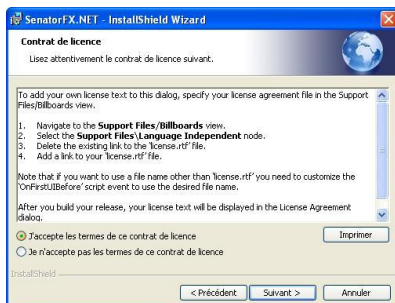 SenatorFX.NET - InstallShield Wizard
Contrat de licence
Lisez attentivement le contrat de licence suivant.
To add your own license text to this dialog, specify your license agreement file in the Support
Files/Billboards view.
1. Navigate to the Support Files/Billboards view.
2. Select the Support Files\Language Independent node.
3. Delete the existing link to the 'license.rtf' file.
4. Add a link to your 'license.rtf' file.
Note that if you want to use a file name other than 'license.rtf' you need to customize the
'OnFirstUIBefore' script event to use the desired file name.
After you build your release, your license text will be displayed in the License Agreement
dialog.
J'accepte les termes de ce contrat de licence
Imprimer
Je n'accepte pas les termes de ce contrat de licence
InstallShield
< Précédent
Suivant >
Annuler